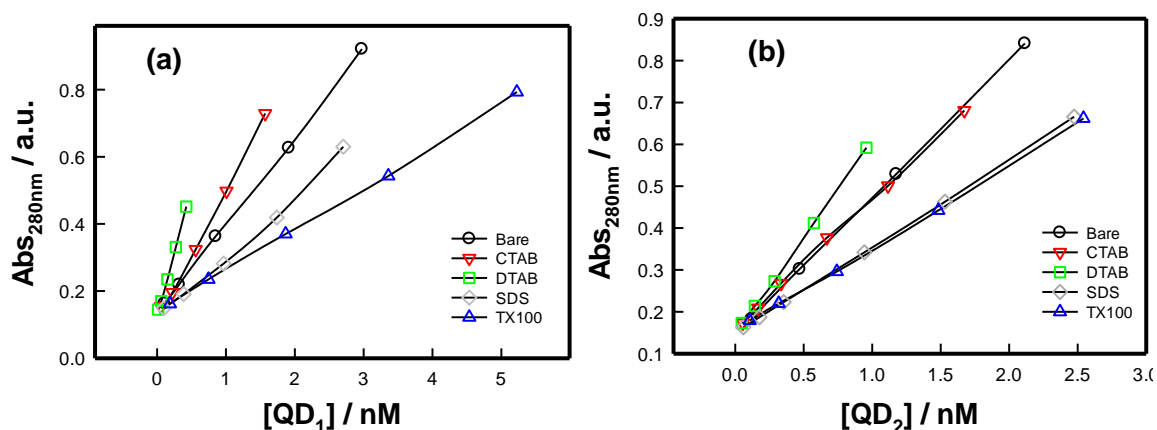 (a)
Abs280nm / a.u.
0.8
0.6
0.4
0.2
0.0
Bare
CTAB
DTAB
SDS
TX100
0 1 2 3 4 5
[QD1] / nM
(b)
Abs280nm / a.u.
0.9
0.8
0.7
0.6
0.5
0.4
0.3
0.2
0.1
Bare
CTAB
DTAB
SDS
TX100
0.0 0.5 1.0 1.5 2.0 2.5 3.0
[QD2] / nM